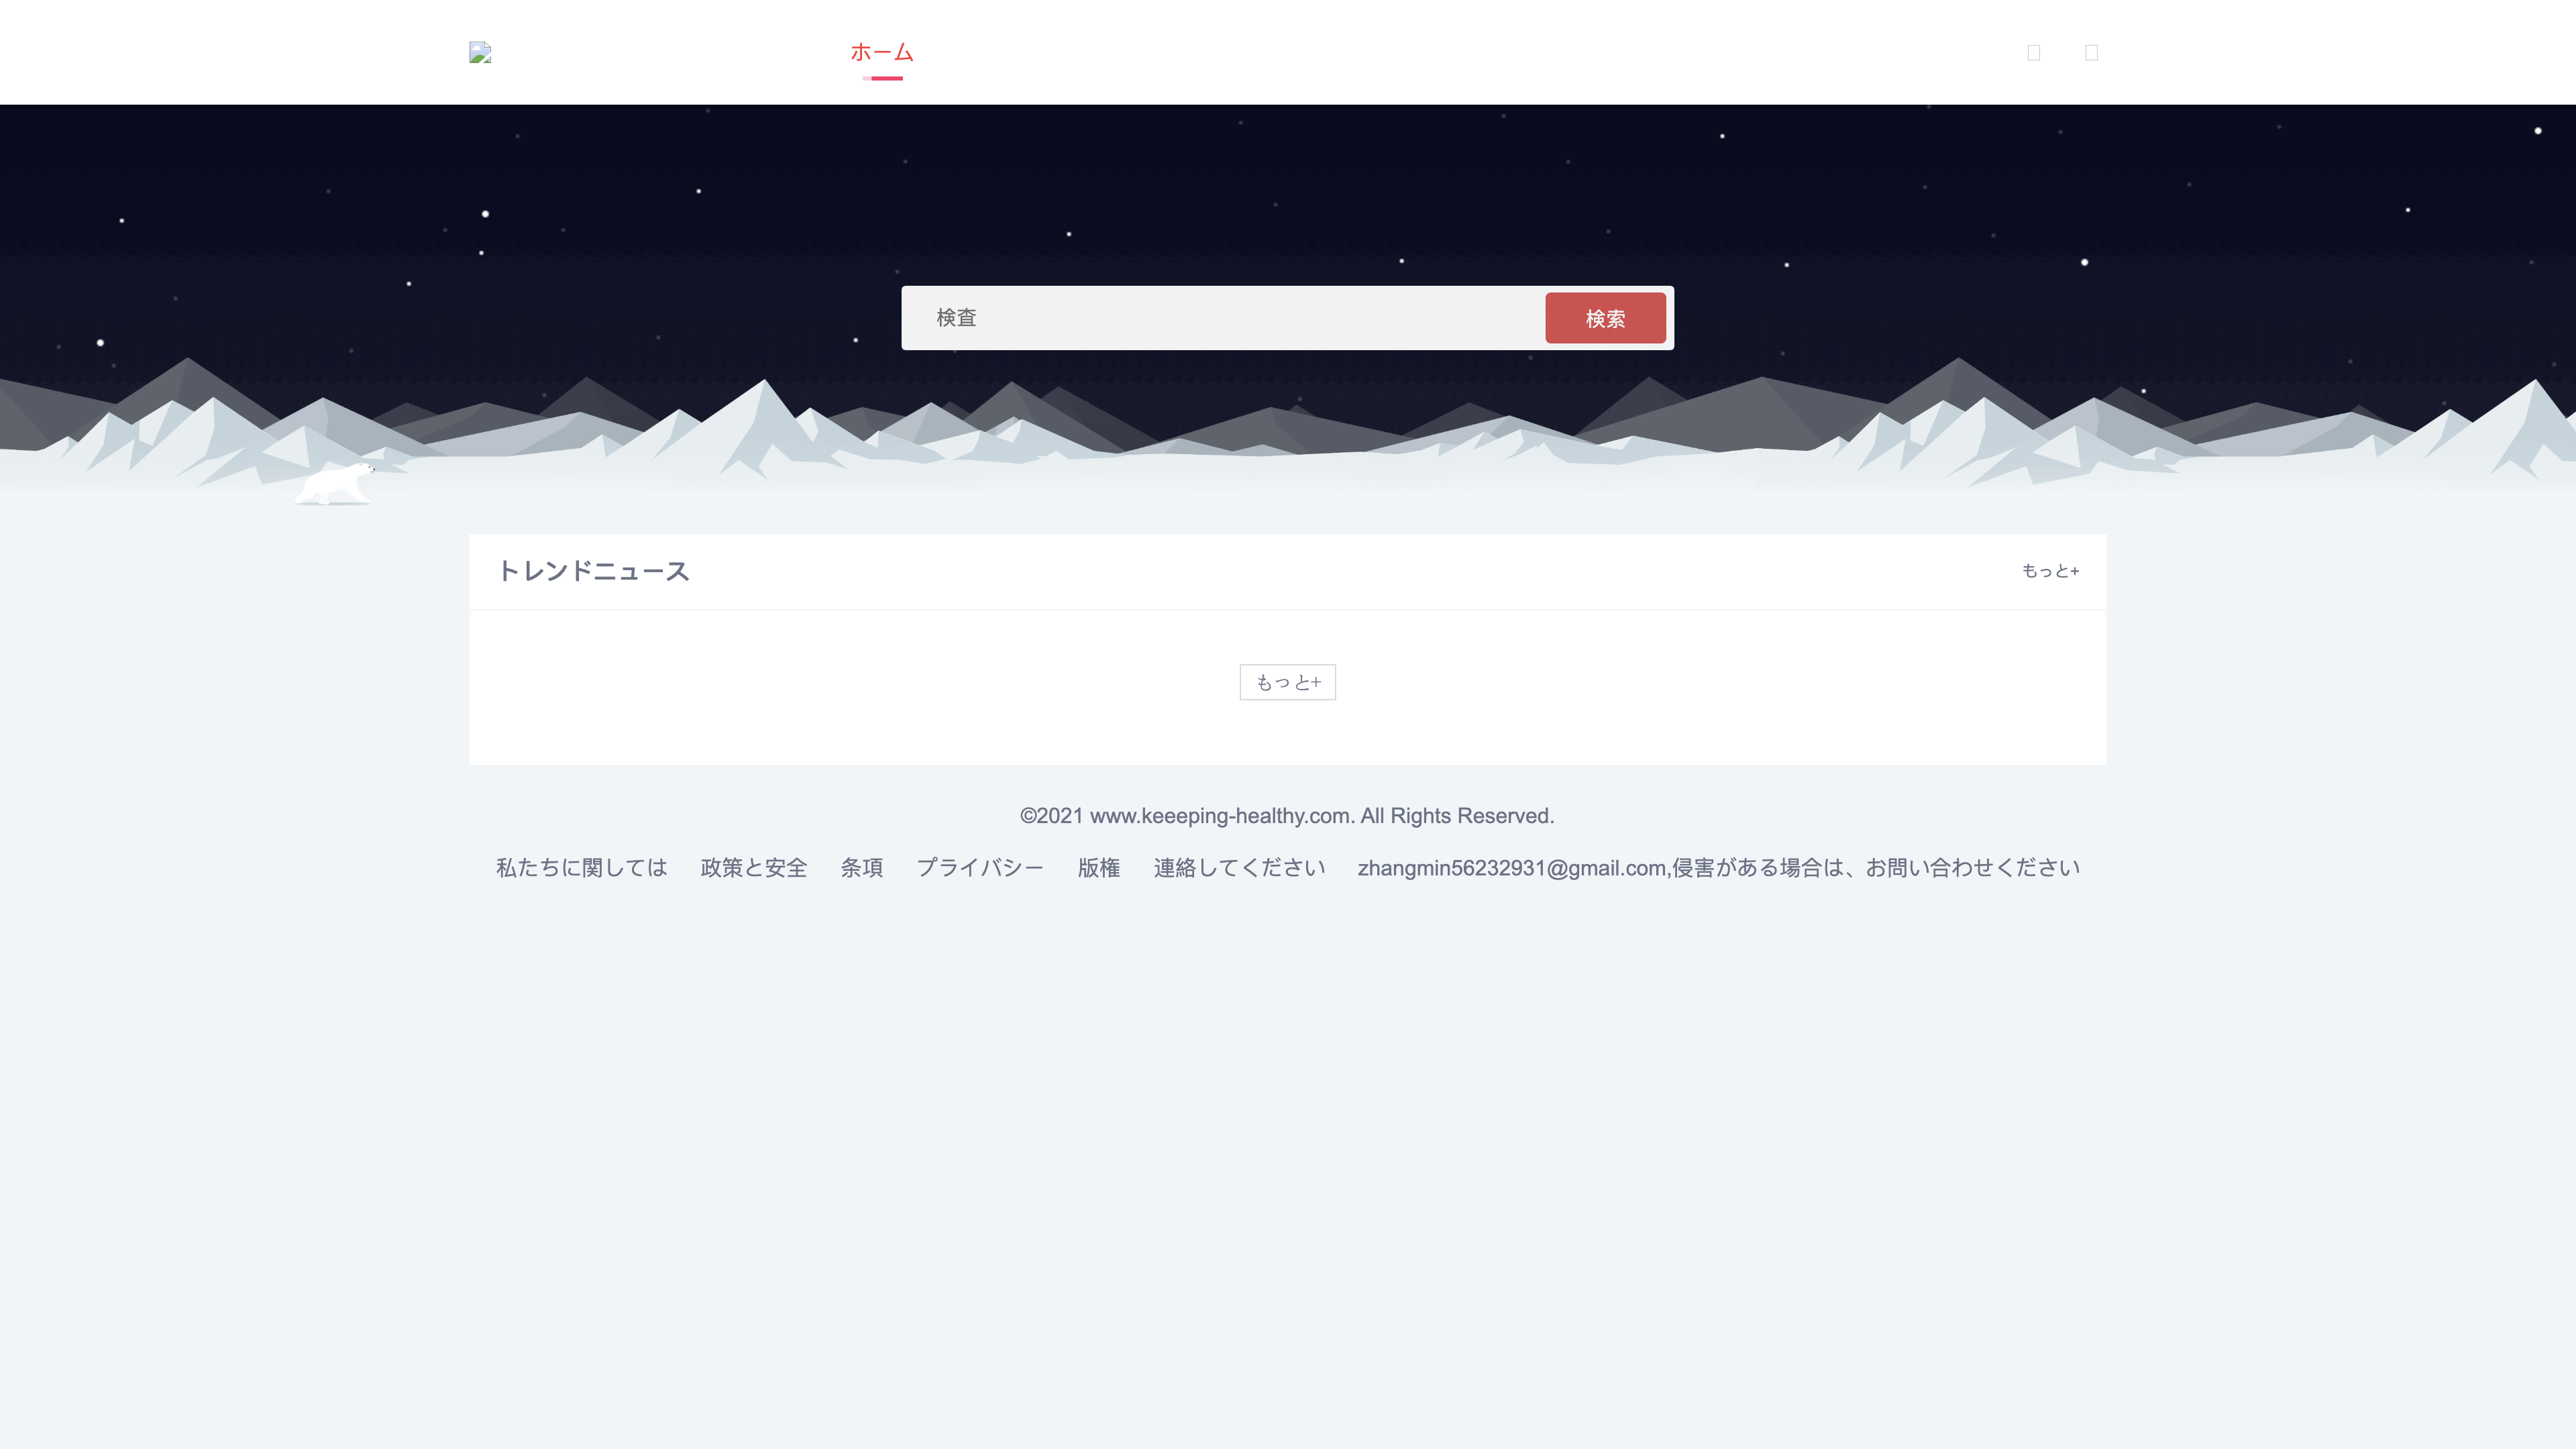 ホーム
検査
検索
トレンドニュース
もっと+
もっと+
©2021 www.keeeping-healthy.com. All Rights Reserved.
私たちに関しては 政策と安全 条項 プライバシー 版権 連絡してください zhangmin56232931@gmail.com,侵害がある場合は、お問い合わせください